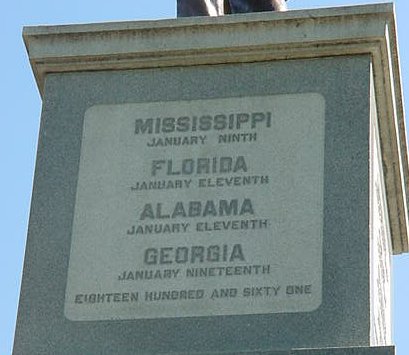 MISSISSIPPI
JANUARY NINTH
FLORIDA
JANUARY ELEVENTH
ALABAMA
JANUARY ELEVENTH
GEORGIA
JANUARY NINETEENTH
EIGHTEEN HUNDRED AND SIXTY ONE